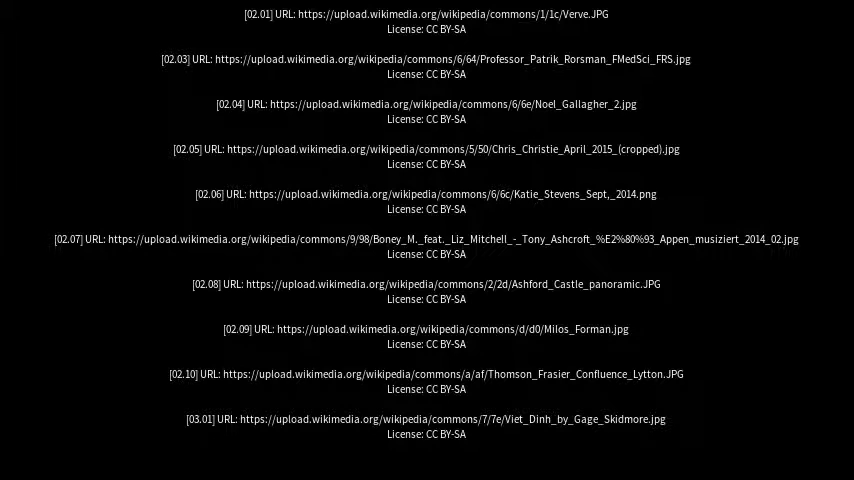 [02.01] URL: https://upload.wikimedia.org/wikipedia/commons/1/1c/Verve.JPG
License: CC BY-SA
[02.03] URL: https://upload.wikimedia.org/wikipedia/commons/6/64/Professor_Patrik_Rorsman_FMedSci_FRS.jpg
License: CC BY-SA
[02.04] URL: https://upload.wikimedia.org/wikipedia/commons/6/6e/Noel_Gallagher_2.jpg
License: CC BY-SA
[02.05] URL: https://upload.wikimedia.org/wikipedia/commons/5/50/Chris_Christie_April_2015_(cropped).jpg
License: CC BY-SA
[02.06] URL: https://upload.wikimedia.org/wikipedia/commons/6/6c/Katie_Stevens_Sept,_2014.png
License: CC BY-SA
[02.07] URL: https://upload.wikimedia.org/wikipedia/commons/9/98/Boney_M._feat._Liz_Mitchell_-_Tony_Ashcroft_%E2%80%93_Appen_musiziert_2014_02.jpg
License: CC BY-SA
[02.08] URL: https://upload.wikimedia.org/wikipedia/commons/2/2d/Ashford_Castle_panoramic.JPG
License: CC BY-SA
[02.09] URL: https://upload.wikimedia.org/wikipedia/commons/d/d0/Milos_Forman.jpg
License: CC BY-SA
[02.10] URL: https://upload.wikimedia.org/wikipedia/commons/a/af/Thomson_Frasier_Confluence_Lytton.JPG
License: CC BY-SA
[03.01] URL: https://upload.wikimedia.org/wikipedia/commons/7/7e/Viet_Dinh_by_Gage_Skidmore.jpg
License: CC BY-SA